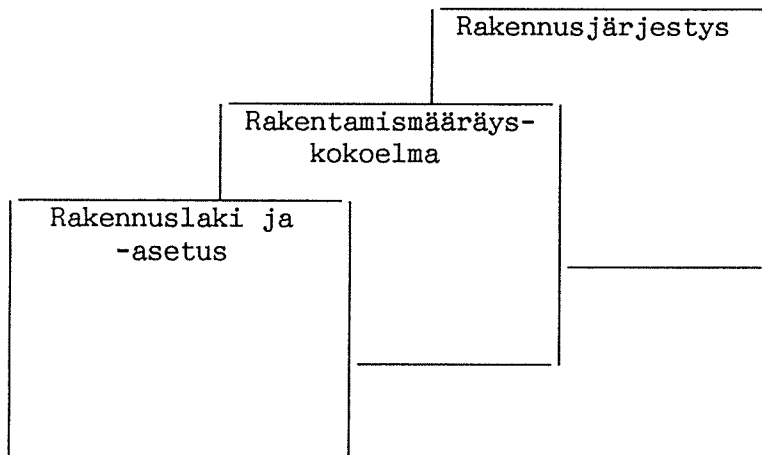 Rakennusjärjestys
Rakentamismääräys-
kokoelma
Rakennuslaki ja
-asetus